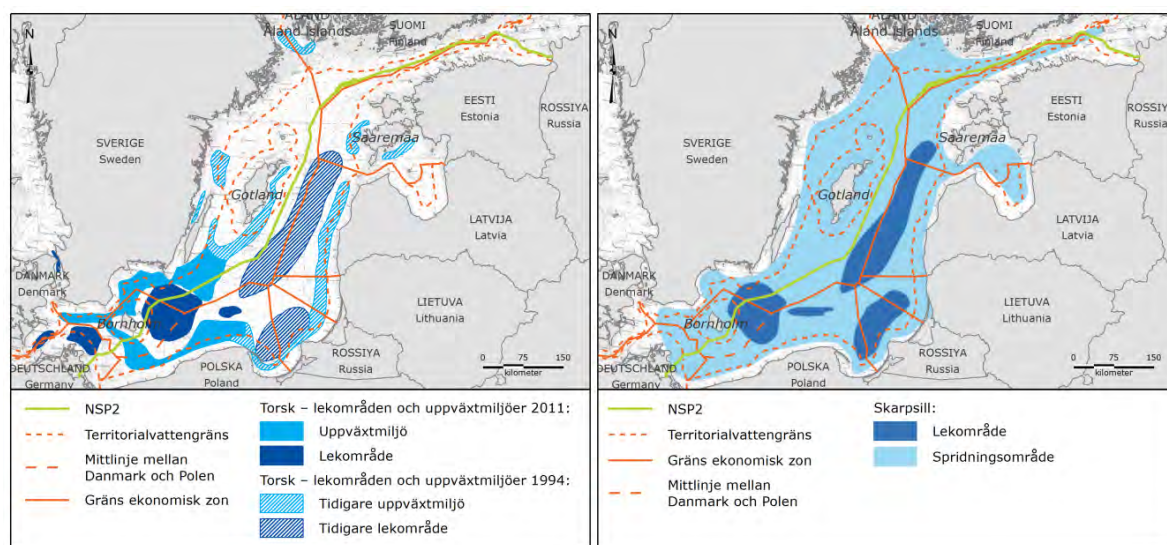 ÅLAND
Åland Islands
SUOMI
Finland
N
EESTI
Estonia
ROSSIYA
Russia
SVERIGE
Sweden
Saaremaa
Gotland
LATVIJA
Latvia
DANMARK
Denmark
LIETUVA
Lithuania
Bornholm
ROSSIYA
Russia
0 75 150
kilometer
DEUTSCHLAND
Germany
POLSKA
Poland
NSP2
Territorialvattengräns
Mittlinje mellan
Danmark och Polen
Gräns ekonomisk zon
Torsk – lekområden och uppväxtmiljöer 2011:
Uppväxtmiljö
Lekområde
Torsk – lekområden och uppväxtmiljöer 1994:
Tidigare uppväxtmiljö
Tidigare lekområde
ÅLAND
Åland Islands
SUOMI
Finland
N
EESTI
Estonia
ROSSIYA
Russia
SVERIGE
Sweden
Saaremaa
Gotland
LATVIJA
Latvia
DANMARK
Denmark
LIETUVA
Lithuania
Bornholm
ROSSIYA
Russia
0 75 150
kilometer
DEUTSCHLAND
Germany
POLSKA
Poland
NSP2
Territorialvattengräns
Gräns ekonomisk zon
Mittlinje mellan
Danmark och Polen
Skarpsill:
Lekområde
Spridningsområde